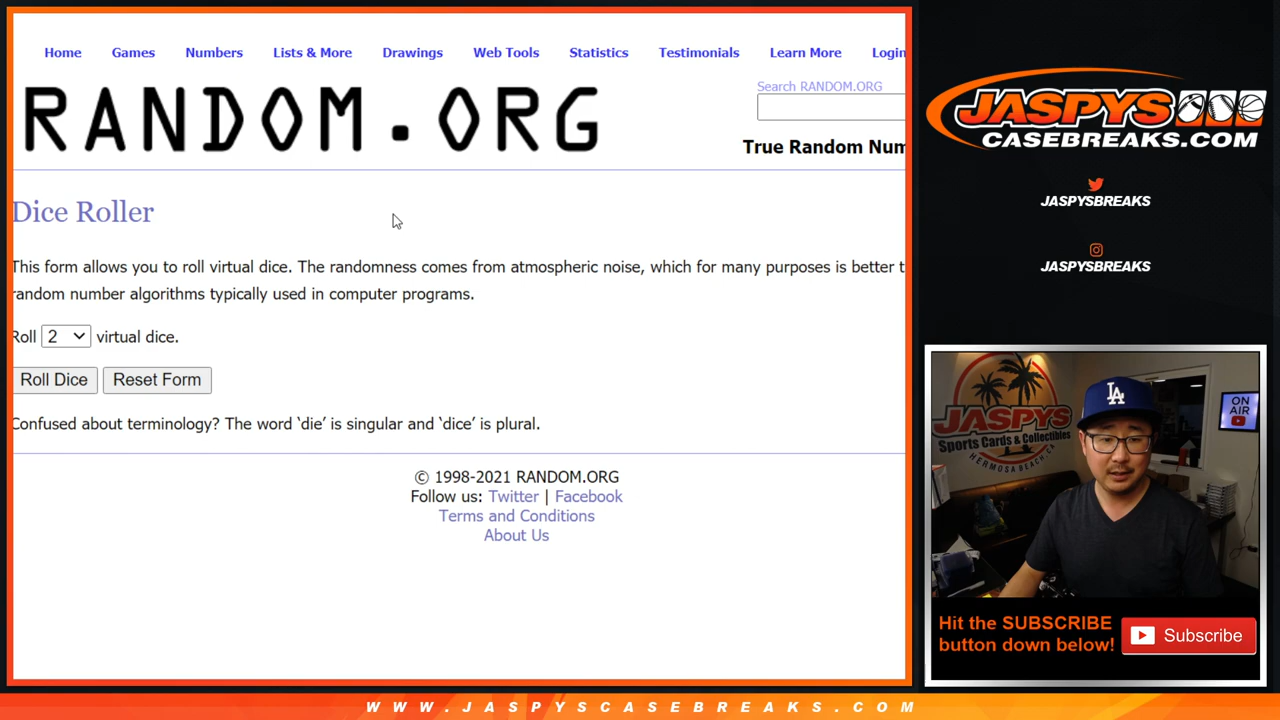 Home Games Numbers Lists & More Drawings Web Tools Statistics Testimonials Learn More Login
RANDOM.ORG
Search RANDOM.ORG
True Random Num
Dice Roller
This form allows you to roll virtual dice. The randomness comes from atmospheric noise, which for many purposes is better t
random number algorithms typically used in computer programs.
Roll 2 virtual dice.
Roll Dice Reset Form
Confused about terminology? The word ‘die’ is singular and ‘dice’ is plural.
© 1998-2021 RANDOM.ORG
Follow us: Twitter | Facebook
Terms and Conditions
About Us
JASPYS
CASEBREAKS.COM
JASPYSBREAKS
JASPYSBREAKS
JASPYS
Sports Cards & Collectibles
HERMOSA BEACH, CA
LA
ON
AIR
Hit the SUBSCRIBE
button down below!
Subscribe
WWW.JASPYSCASEBREAKS.COM